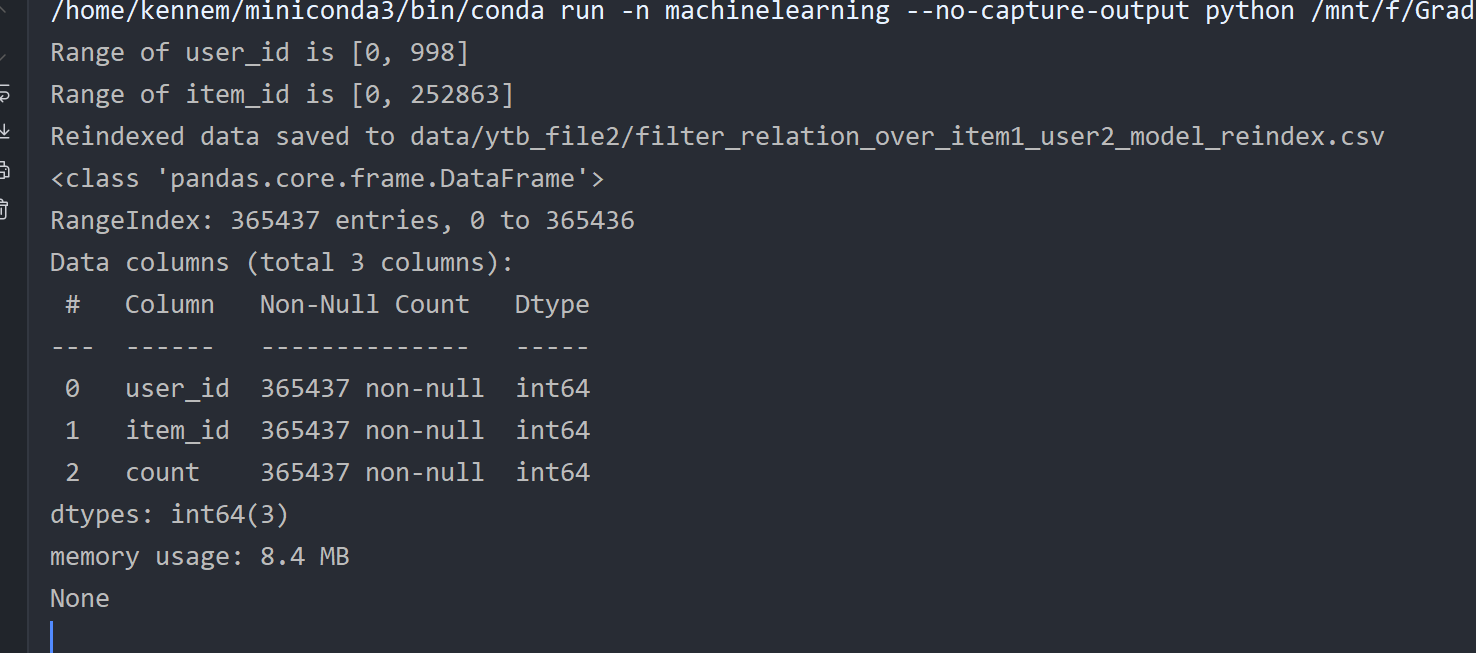 /home/kennem/miniconda3/bin/conda run -n machinelearning --no-capture-output python /mnt/f/Grad
Range of user_id is [0, 998]
Range of item_id is [0, 252863]
Reindexed data saved to data/ytb_file2/filter_relation_over_item1_user2_model_reindex.csv
<class 'pandas.core.frame.DataFrame'>
RangeIndex: 365437 entries, 0 to 365436
Data columns (total 3 columns):
 #   Column   Non-Null Count   Dtype
---  ------   --------------   -----
 0   user_id  365437 non-null  int64
 1   item_id  365437 non-null  int64
 2   count    365437 non-null  int64
dtypes: int64(3)
memory usage: 8.4 MB
None